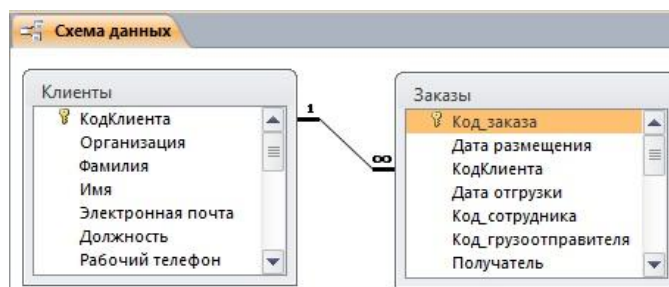 Схема данных
Клиенты
КодКлиента
Организация
Фамилия
Имя
Электронная почта
Должность
Рабочий телефон
1
∞
Заказы
Код_заказа
Дата размещения
КодКлиента
Дата отгрузки
Код_сотрудника
Код_грузоотправителя
Получатель